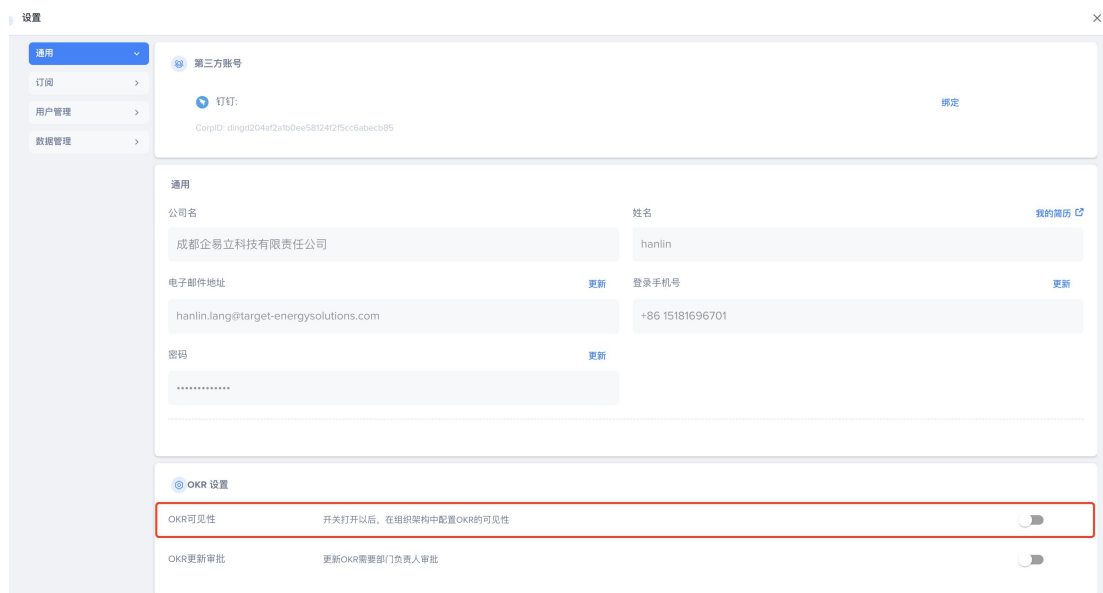 设置
通用
订阅
用户管理
数据管理
第三方账号
钉钉:
绑定
CorpID: dingd204af2a1b0ee58124f2f5cc6abecb85
通用
公司名
成都企易立科技有限责任公司
姓名
我的简历
hanlin
电子邮件地址
更新
hanlin.lang@target-energysolutions.com
登录手机号
更新
+86 15181696701
密码
更新
•••••••••••••
OKR 设置
OKR可见性
开关打开以后，在组织架构中配置OKR的可见性
OKR更新审批
更新OKR需要部门负责人审批